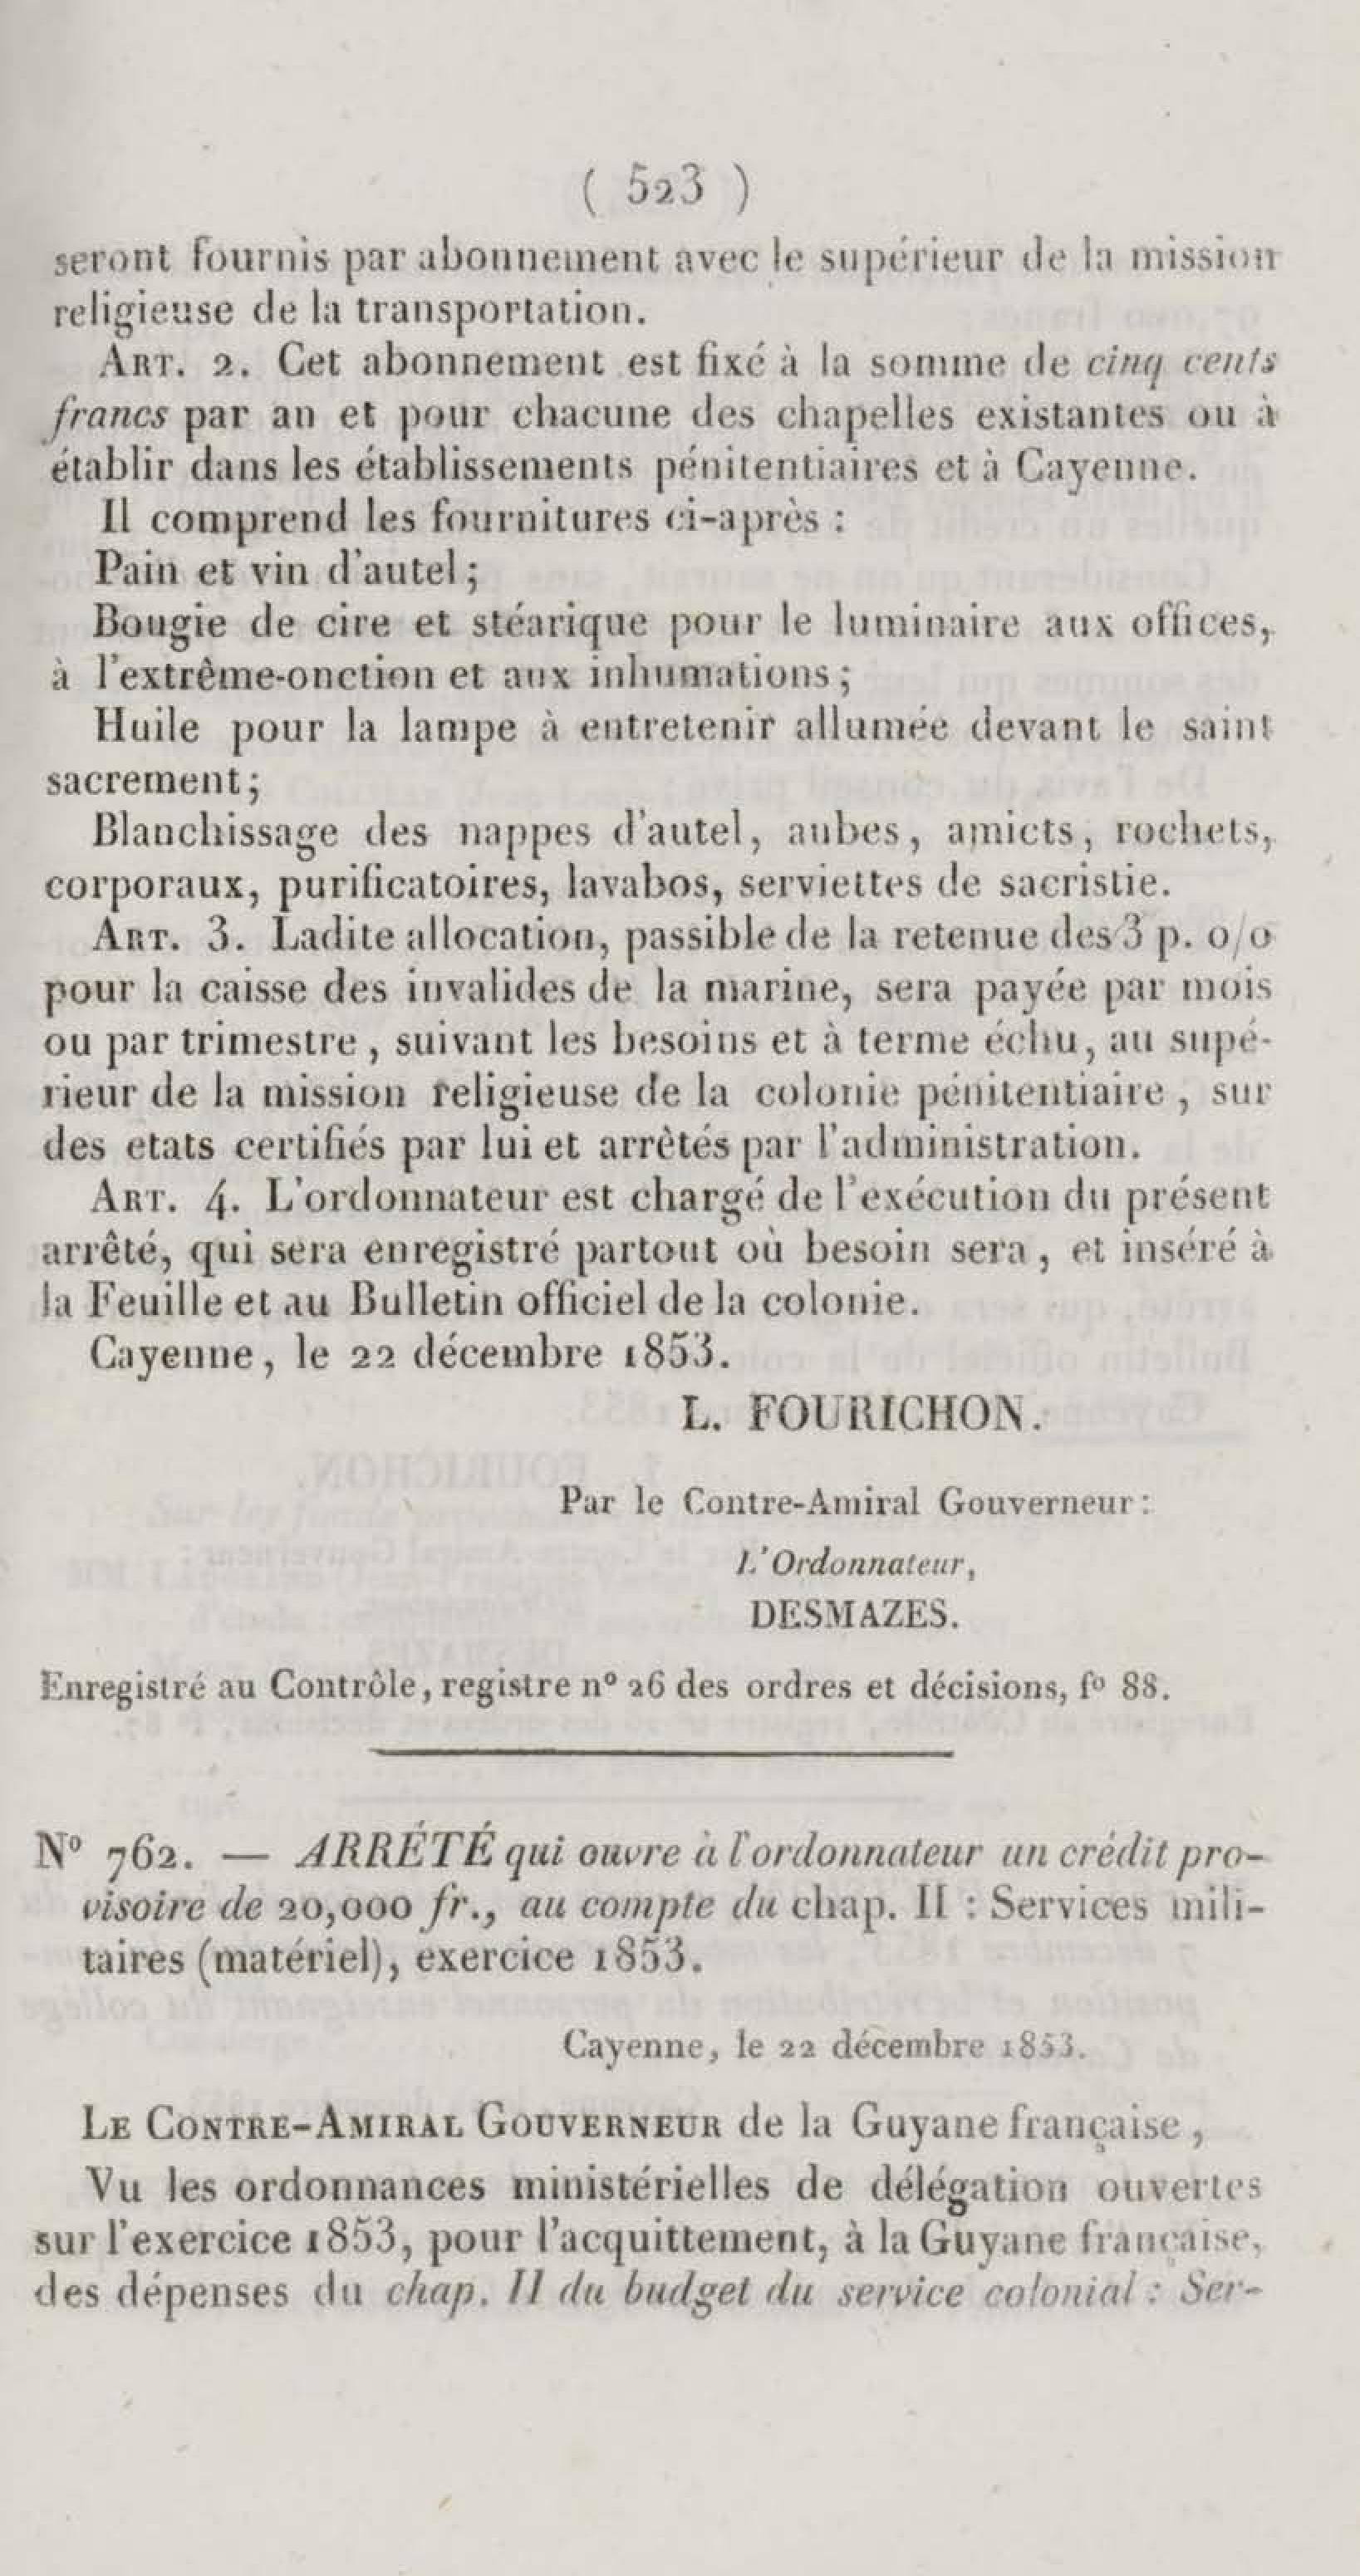 ( 523 )
seront fournis par abonnement avec le supérieur de la mission
religieuse de la transportation.
ART. 2. Cet abonnement est fixé à la somme de cinq cents
francs par an et pour chacune des chapelles existantes ou à
établir dans les établissements pénitentiaires et à Cayenne.
Il comprend les fournitures ci-après :
Pain et vin d'autel ;
Bougie de cire et stéarique pour le luminaire aux offices,
à l'extrême-onction et aux inhumations ;
Huile pour la lampe à entretenir allumée devant le saint
sacrement ;
Blanchissage des nappes d'autel, aubes, amicts, rochets,
corporaux, purificatoires, lavabos, serviettes de sacristie.
ART. 3. Ladite allocation, passible de la retenue des 3 p. o/o
pour la caisse des invalides de la marine, sera payée par mois
ou par trimestre, suivant les besoins et à terme échu, au supé-
rieur de la mission religieuse de la colonie pénitentiaire, sur
des etats certifiés par lui et arrêtés par l'administration.
ART. 4. L'ordonnateur est chargé de l'exécution du présent
arrêté, qui sera enregistré partout où besoin sera, et inséré à
la Feuille et au Bulletin officiel de la colonie.
Cayenne, le 22 décembre 1853.
L. FOURICHON.
Par le Contre-Amiral Gouverneur :
L'Ordonnateur,
DESMAZES.
Enregistré au Contrôle, registre nº 26 des ordres et décisions, fº 88.
Nº 762. — ARRÉTÉ qui ouvre à l'ordonnateur un crédit pro-
visoire de 20,000 fr., au compte du chap. II : Services mili-
taires (matériel), exercice 1853.
Cayenne, le 22 décembre 1853.
LE CONTRE-AMIRAL GOUVERNEUR de la Guyane française,
Vu les ordonnances ministérielles de délégation ouvertes
sur l'exercice 1853, pour l'acquittement, à la Guyane française,
des dépenses du chap. II du budget du service colonial : Ser-